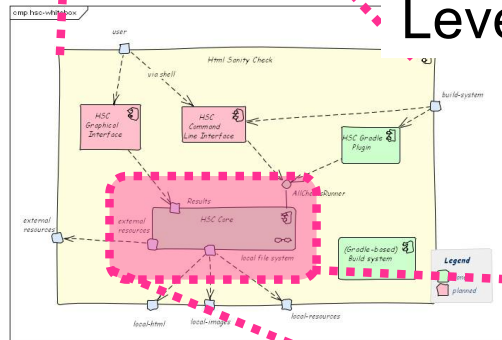 cmp hsc-whitebox
Leve
user
Html Sanity Check
via shell
build-system
HSC
Graphical
Interface
HSC
Command
Line Interface
HSC Gradle
Plugin
Results
AllChecksRunner
external
resources
external
resources
HSC Core
local file system
(Gradle-based)
Build system
Legend
planned
local-html
local-images
local-resources